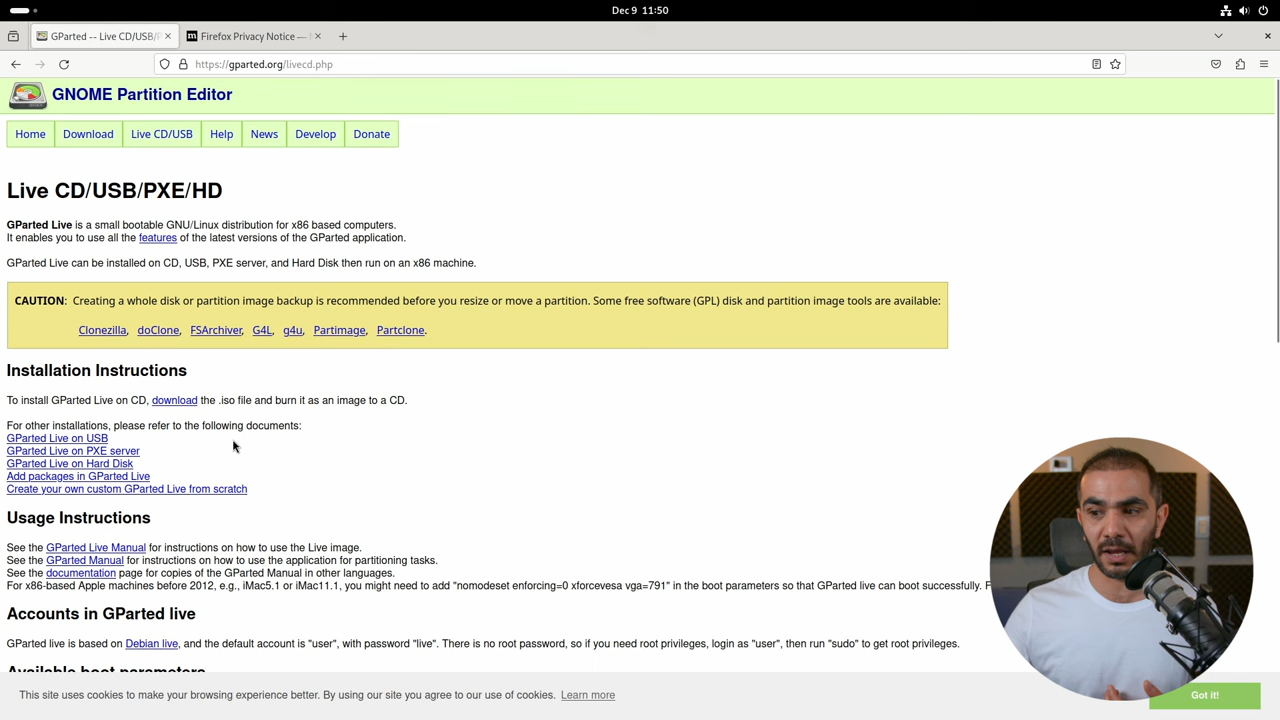 Dec 9 11:50
GParted -- Live CD/USB/P
Firefox Privacy Notice —
https://gparted.org/livecd.php
GNOME Partition Editor
Home Download Live CD/USB Help News Develop Donate
Live CD/USB/PXE/HD
GParted Live is a small bootable GNU/Linux distribution for x86 based computers.
It enables you to use all the features of the latest versions of the GParted application.
GParted Live can be installed on CD, USB, PXE server, and Hard Disk then run on an x86 machine.
CAUTION: Creating a whole disk or partition image backup is recommended before you resize or move a partition. Some free software (GPL) disk and partition image tools are available:
Clonezilla, doClone, FSArchiver, G4L, g4u, Partimage, Partclone.
Installation Instructions
To install GParted Live on CD, download the .iso file and burn it as an image to a CD.
For other installations, please refer to the following documents:
GParted Live on USB
GParted Live on PXE server
GParted Live on Hard Disk
Add packages in GParted Live
Create your own custom GParted Live from scratch
Usage Instructions
See the GParted Live Manual for instructions on how to use the Live image.
See the GParted Manual for instructions on how to use the application for partitioning tasks.
See the documentation page for copies of the GParted Manual in other languages.
For x86-based Apple machines before 2012, e.g., iMac5.1 or iMac11.1, you might need to add "nomodeset enforcing=0 xforcevesa vga=791" in the boot parameters so that GParted live can boot successfully. F
Accounts in GParted live
GParted live is based on Debian live, and the default account is "user", with password "live". There is no root password, so if you need root privileges, login as "user", then run "sudo" to get root privileges.
Available boot parameters
This site uses cookies to make your browsing experience better. By using our site you agree to our use of cookies. Learn more
Got it!